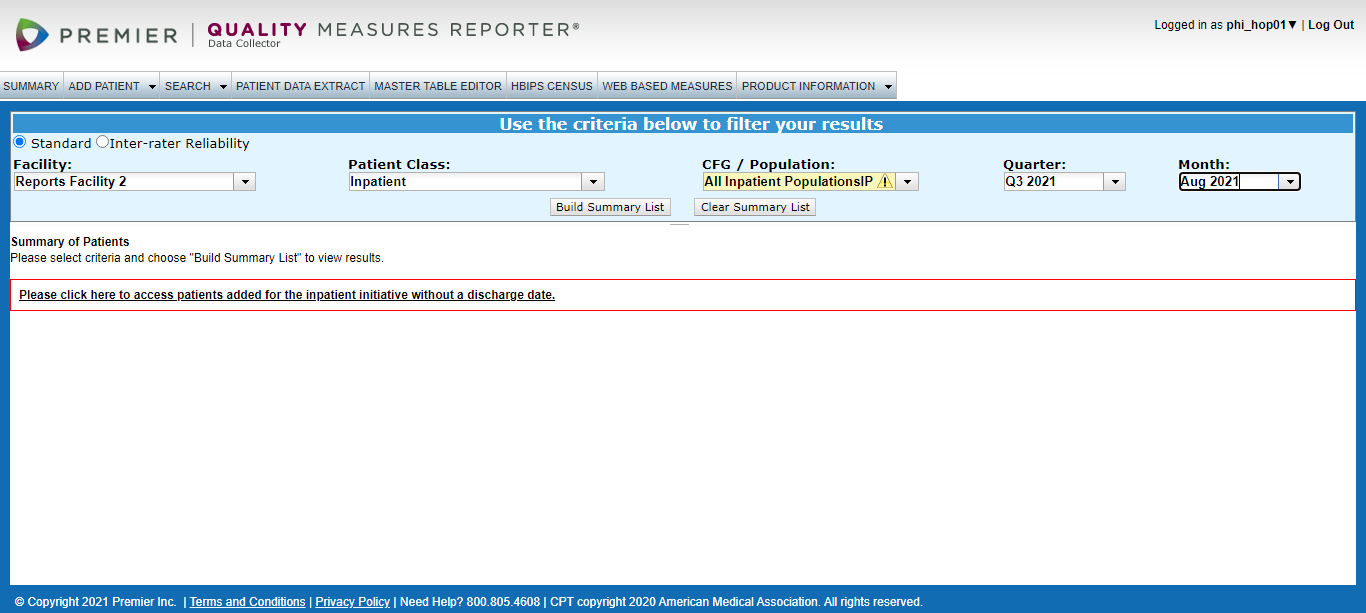 PREMIER | QUALITY MEASURES REPORTER®
Data Collector
Logged in as phi_hop01▼ | Log Out
SUMMARY ADD PATIENT SEARCH PATIENT DATA EXTRACT MASTER TABLE EDITOR HBIPS CENSUS WEB BASED MEASURES PRODUCT INFORMATION
Use the criteria below to filter your results
Standard Inter-rater Reliability
Facility: Patient Class: CFG / Population: Quarter: Month:
Reports Facility 2 Inpatient All Inpatient PopulationsIP Q3 2021 Aug 2021
Build Summary List Clear Summary List
Summary of Patients
Please select criteria and choose "Build Summary List" to view results.
Please click here to access patients added for the inpatient initiative without a discharge date.
© Copyright 2021 Premier Inc. | Terms and Conditions | Privacy Policy | Need Help? 800.805.4608 | CPT copyright 2020 American Medical Association. All rights reserved.